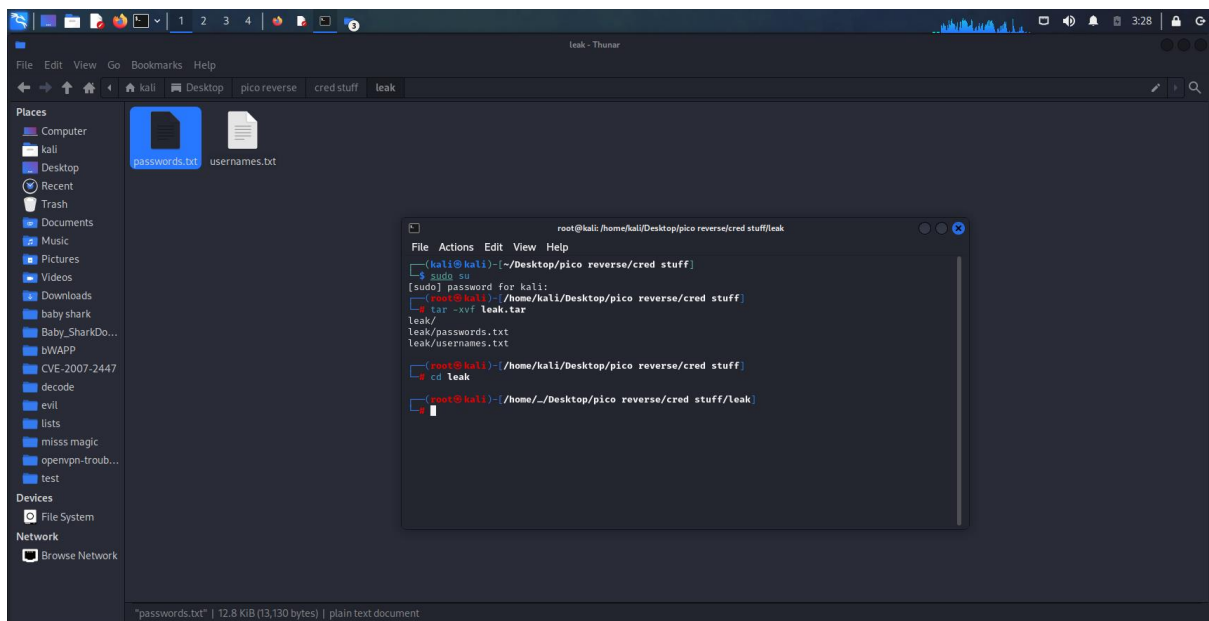 1 2 3 4
3
3:28
leak - Thunar
File Edit View Go Bookmarks Help
kali Desktop pico reverse cred stuff leak
Places
Computer
kali
Desktop
Recent
Trash
Documents
Music
Pictures
Videos
Downloads
baby shark
Baby_SharkDo...
bWAPP
CVE-2007-2447
decode
evil
lists
misss magic
openvpn-troub...
test
Devices
File System
Network
Browse Network
passwords.txt usernames.txt
root@kali: /home/kali/Desktop/pico reverse/cred stuff/leak
File Actions Edit View Help
(kali㉿kali)-[~/Desktop/pico reverse/cred stuff]
$ sudo su
[sudo] password for kali:
(root㉿kali)-[/home/kali/Desktop/pico reverse/cred stuff]
# tar -xvf leak.tar
leak/
leak/passwords.txt
leak/usernames.txt
(root㉿kali)-[/home/kali/Desktop/pico reverse/cred stuff]
# cd leak
(root㉿kali)-[/home/…/Desktop/pico reverse/cred stuff/leak]
#
"passwords.txt" | 12.8 KiB (13,130 bytes) | plain text document